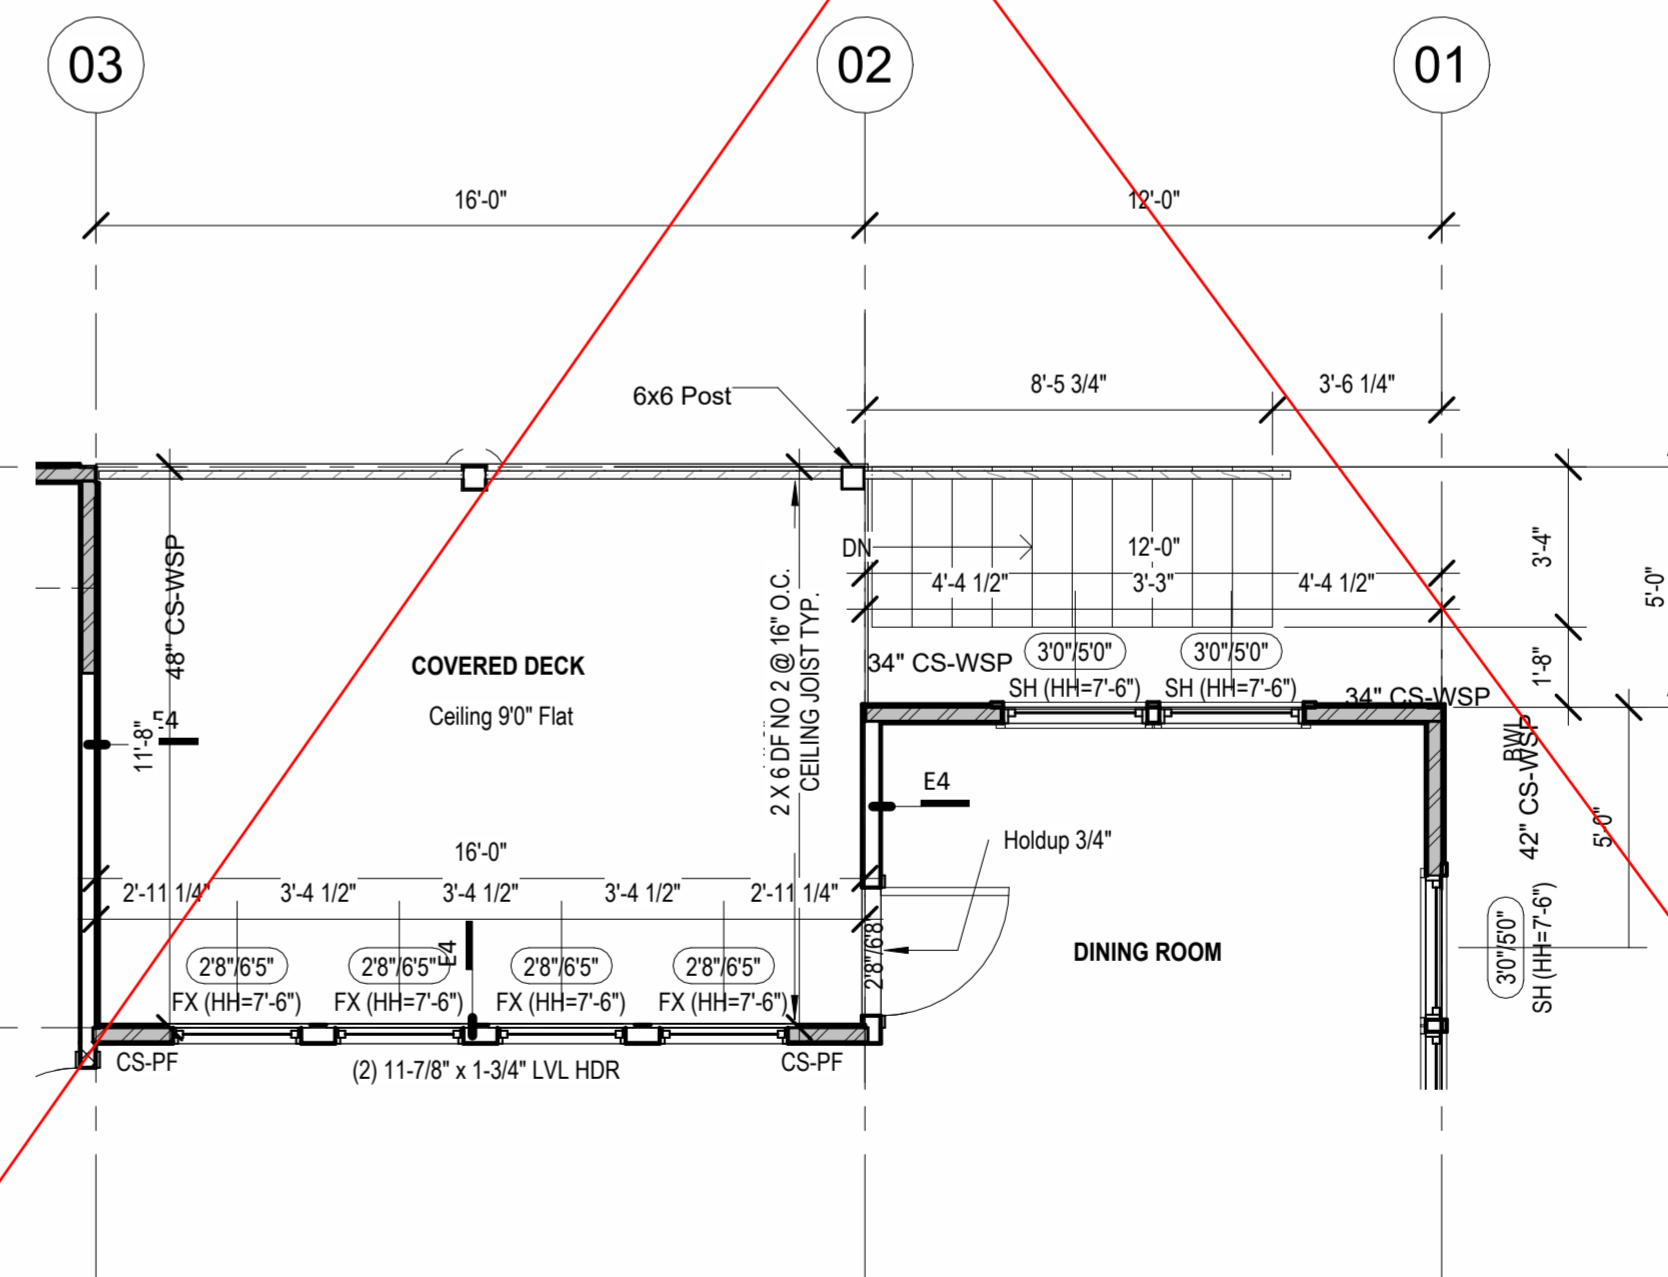 03
02
01
16'-0"
12'-0"
8'-5 3/4"
3'-6 1/4"
6x6 Post
DN
12'-0"
4'-4 1/2"
3'-3"
4'-4 1/2"
3'-4"
5'-0"
1'-8"
48" CS-WSP
COVERED DECK
Ceiling 9'0" Flat
2 X 6 DF NO 2 @ 16" O.C.
CEILING JOIST TYP.
34" CS-WSP
3'0"/5'0"
3'0"/5'0"
SH (HH=7'-6")
SH (HH=7'-6")
34" CS-WSP
BWL
42" CS-WSP
5'-0"
11'-8"
E4
E4
Holdup 3/4"
16'-0"
2'-11 1/4"
3'-4 1/2"
3'-4 1/2"
3'-4 1/2"
2'-11 1/4"
E4
2'8"/6'5"
2'8"/6'5"
2'8"/6'5"
2'8"/6'5"
FX (HH=7'-6")
FX (HH=7'-6")
FX (HH=7'-6")
FX (HH=7'-6")
2'8"/6'8"
DINING ROOM
3'0"/5'0"
SH (HH=7'-6")
CS-PF
(2) 11-7/8" x 1-3/4" LVL HDR
CS-PF